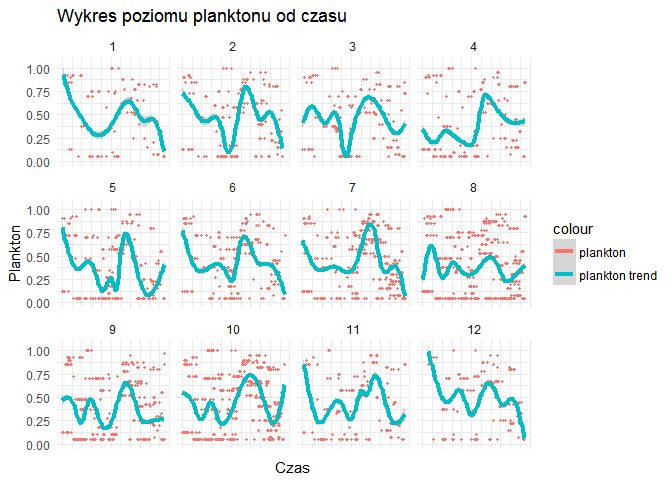 Wykres poziomu planktonu od czasu
1 2 3 4
1.00
0.75
0.50
0.25
0.00
5 6 7 8
1.00
0.75
0.50
0.25
0.00
9 10 11 12
1.00
0.75
0.50
0.25
0.00
Plankton
Czas
colour
plankton
plankton trend